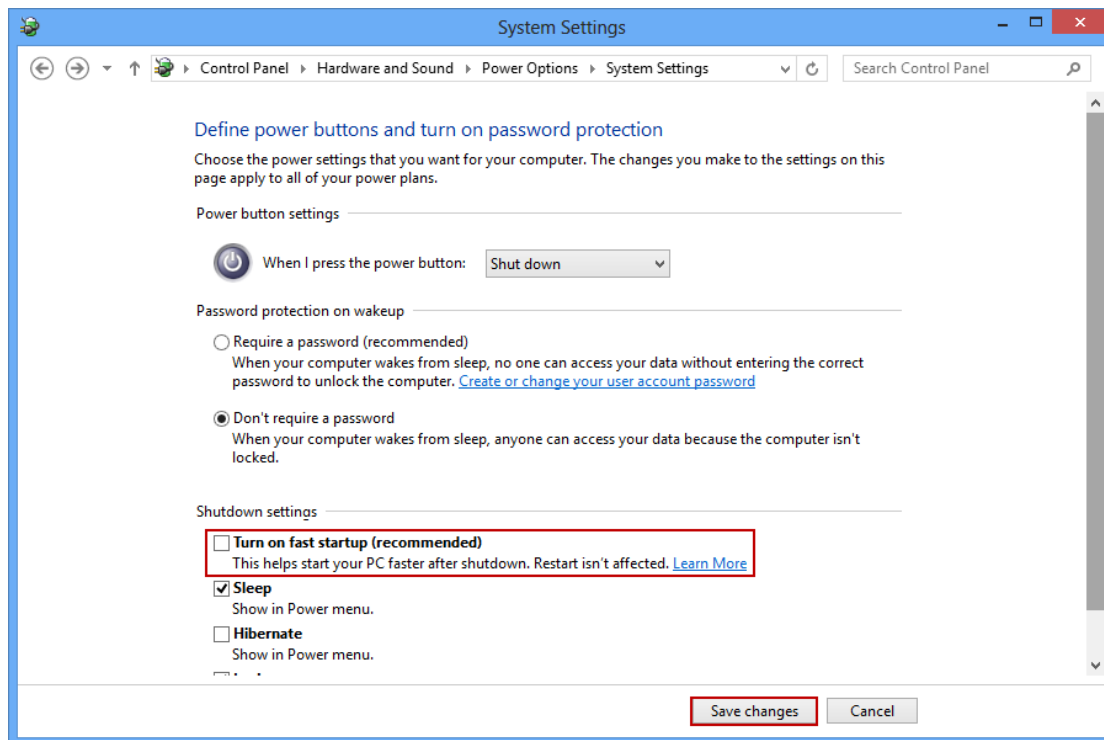 System Settings
Control Panel Hardware and Sound Power Options System Settings Search Control Panel
Define power buttons and turn on password protection
Choose the power settings that you want for your computer. The changes you make to the settings on this
page apply to all of your power plans.
Power button settings
When I press the power button: Shut down
Password protection on wakeup
Require a password (recommended)
When your computer wakes from sleep, no one can access your data without entering the correct
password to unlock the computer. Create or change your user account password
Don't require a password
When your computer wakes from sleep, anyone can access your data because the computer isn't
locked.
Shutdown settings
Turn on fast startup (recommended)
This helps start your PC faster after shutdown. Restart isn't affected. Learn More
Sleep
Show in Power menu.
Hibernate
Show in Power menu.
Save changes Cancel